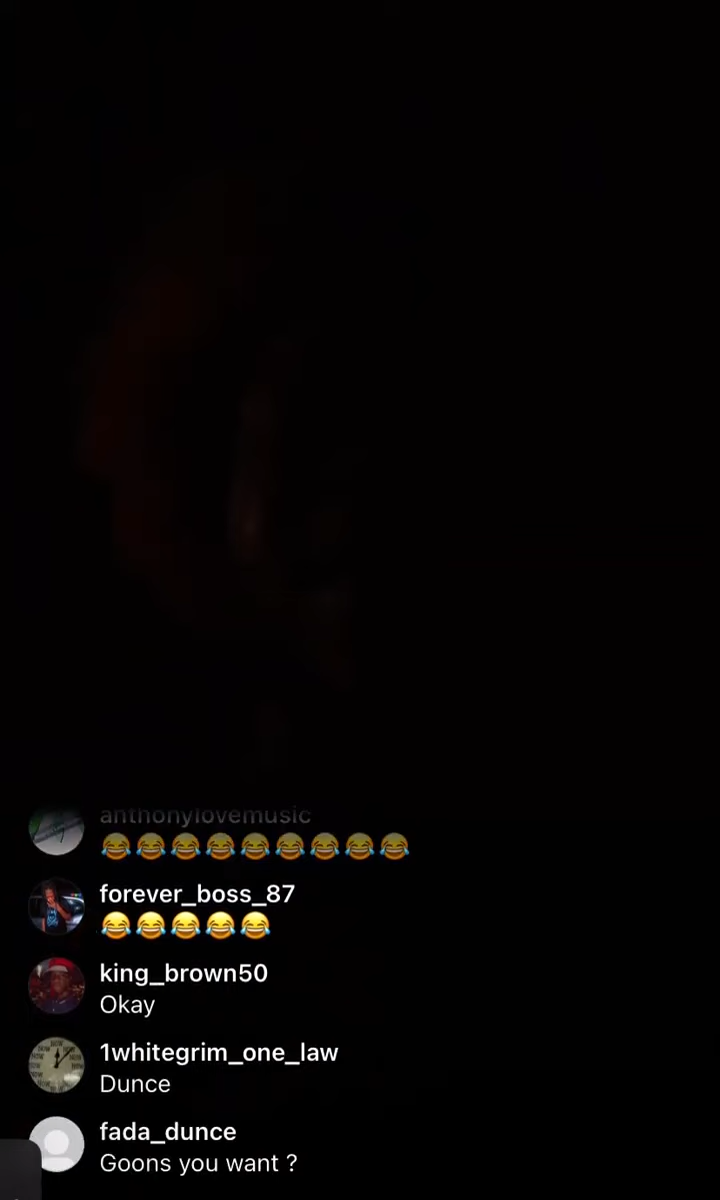 anthonylovemusic
😂😂😂😂😂😂😂😂😂
forever_boss_87
😂😂😂😂😂
king_brown50
Okay
1whitegrim_one_law
Dunce
fada_dunce
Goons you want ?